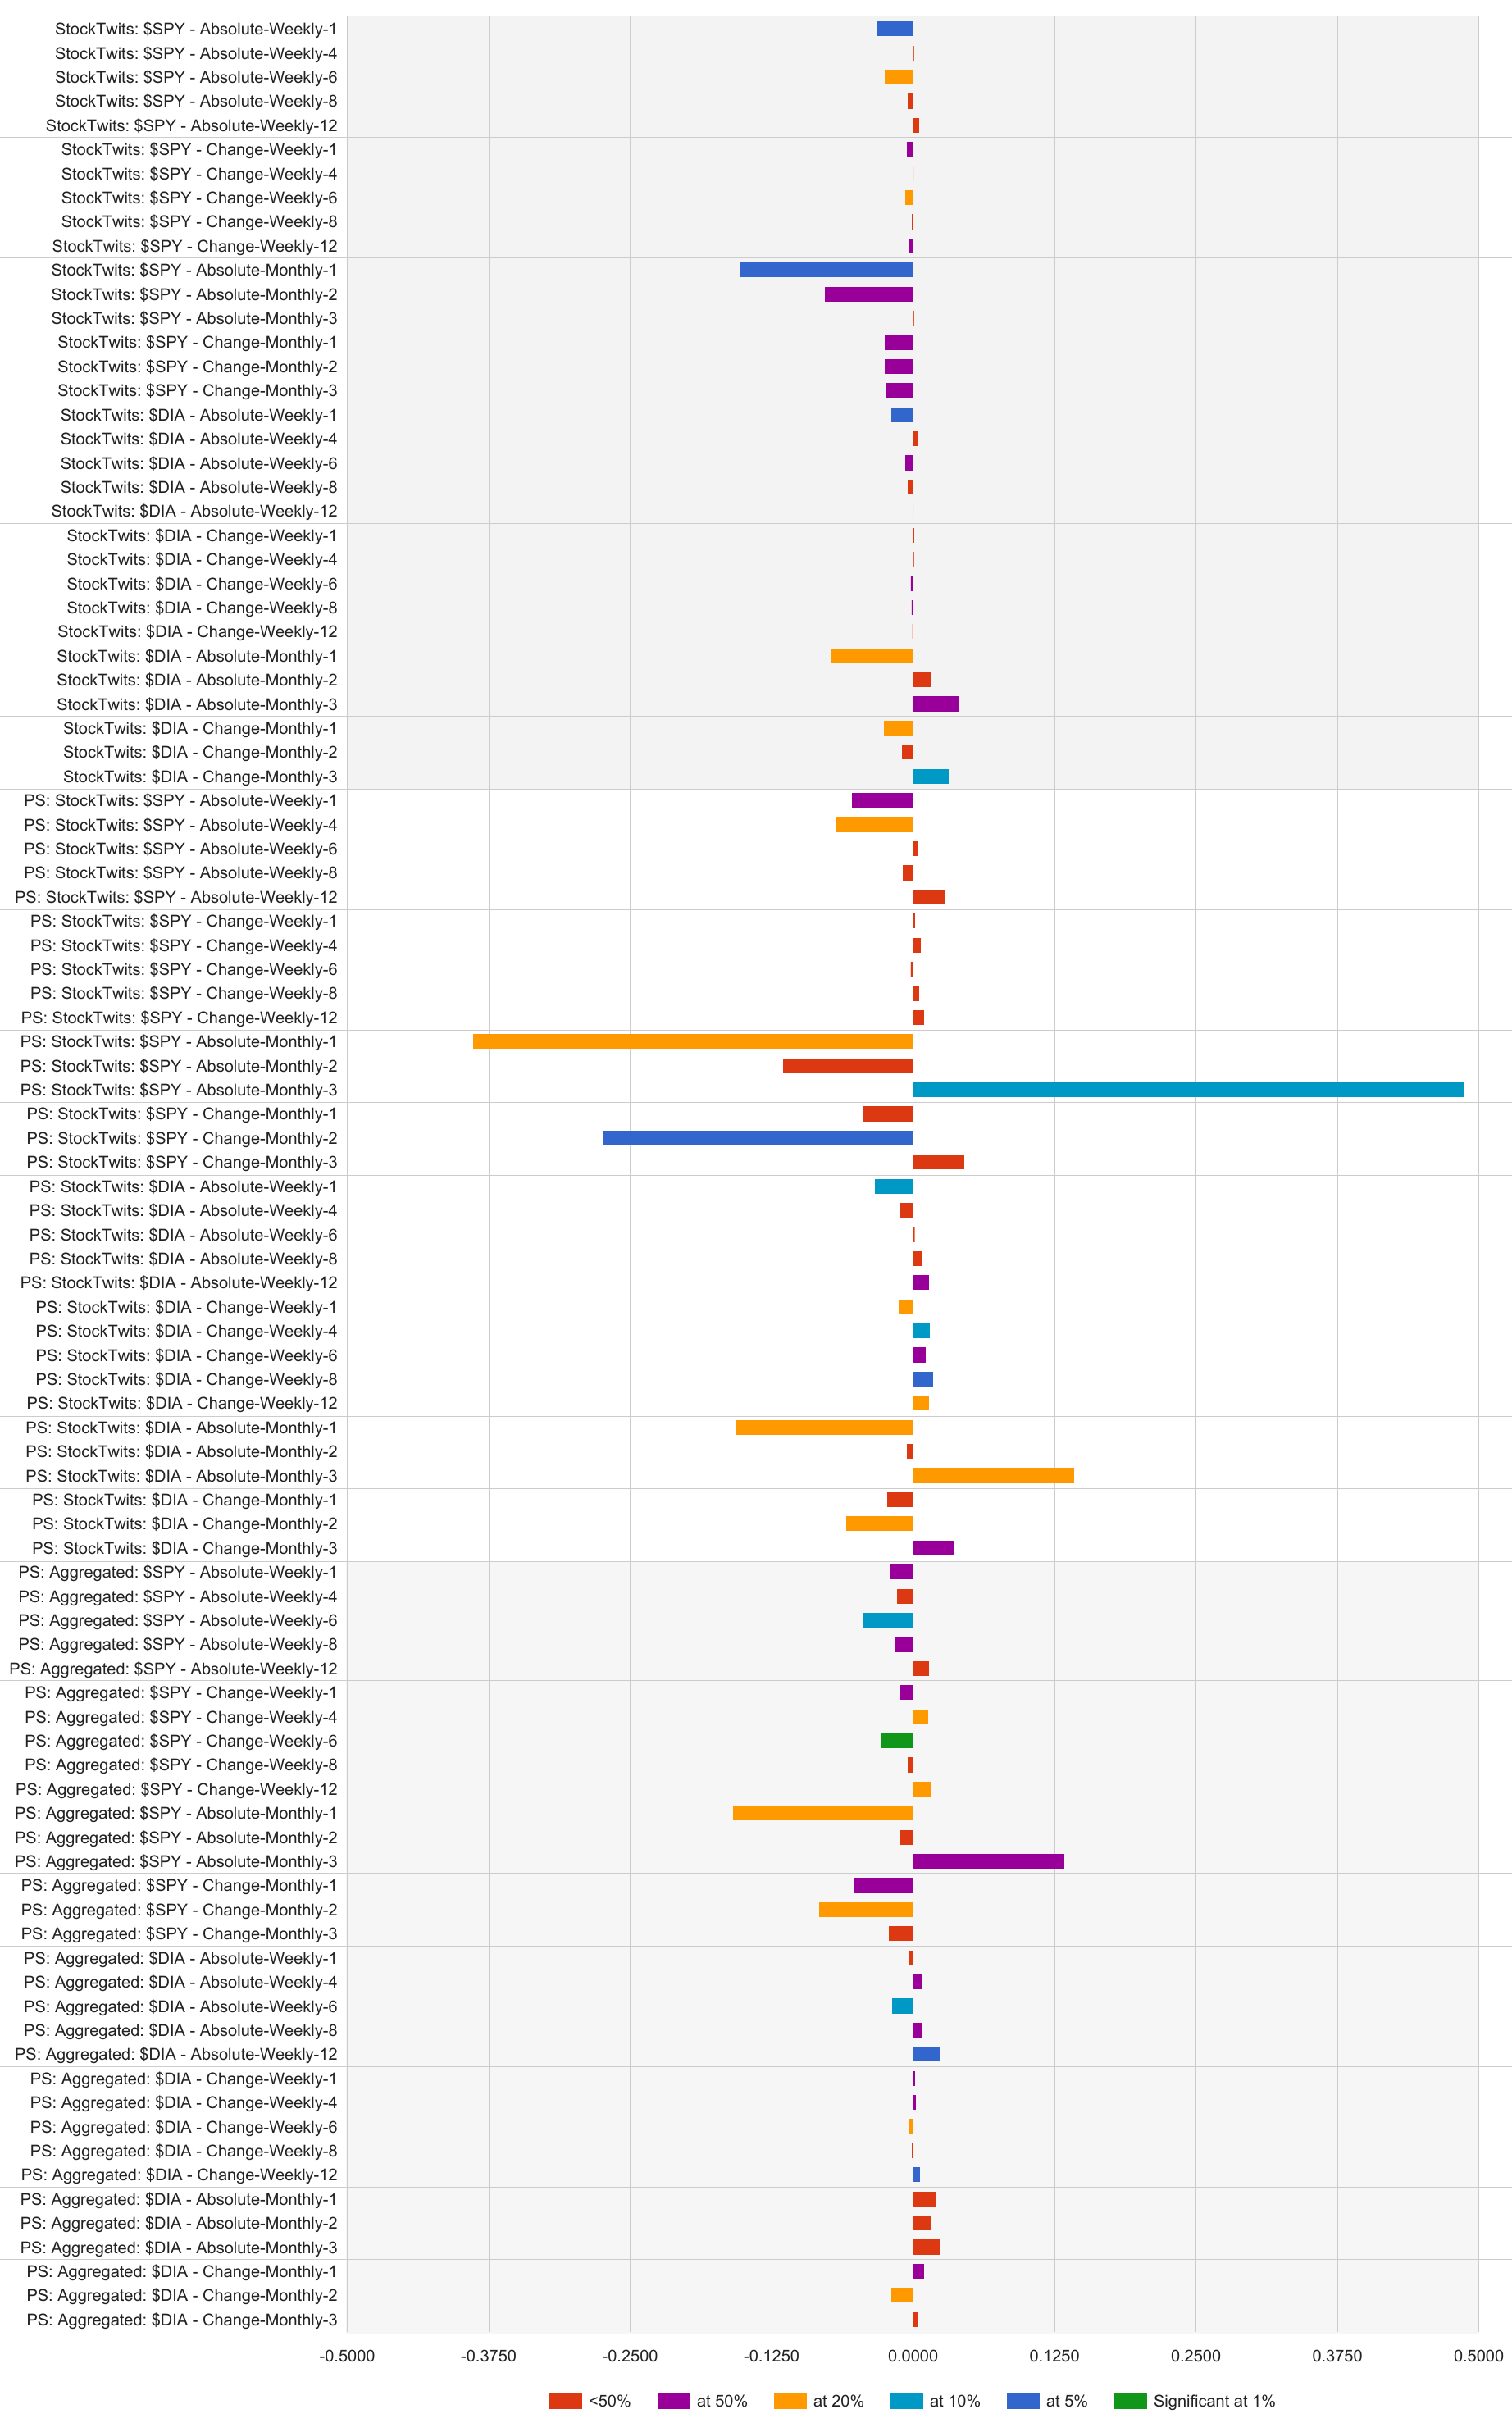 StockTwits: $SPY - Absolute-Weekly-1
StockTwits: $SPY - Absolute-Weekly-4
StockTwits: $SPY - Absolute-Weekly-6
StockTwits: $SPY - Absolute-Weekly-8
StockTwits: $SPY - Absolute-Weekly-12
StockTwits: $SPY - Change-Weekly-1
StockTwits: $SPY - Change-Weekly-4
StockTwits: $SPY - Change-Weekly-6
StockTwits: $SPY - Change-Weekly-8
StockTwits: $SPY - Change-Weekly-12
StockTwits: $SPY - Absolute-Monthly-1
StockTwits: $SPY - Absolute-Monthly-2
StockTwits: $SPY - Absolute-Monthly-3
StockTwits: $SPY - Change-Monthly-1
StockTwits: $SPY - Change-Monthly-2
StockTwits: $SPY - Change-Monthly-3
StockTwits: $DIA - Absolute-Weekly-1
StockTwits: $DIA - Absolute-Weekly-4
StockTwits: $DIA - Absolute-Weekly-6
StockTwits: $DIA - Absolute-Weekly-8
StockTwits: $DIA - Absolute-Weekly-12
StockTwits: $DIA - Change-Weekly-1
StockTwits: $DIA - Change-Weekly-4
StockTwits: $DIA - Change-Weekly-6
StockTwits: $DIA - Change-Weekly-8
StockTwits: $DIA - Change-Weekly-12
StockTwits: $DIA - Absolute-Monthly-1
StockTwits: $DIA - Absolute-Monthly-2
StockTwits: $DIA - Absolute-Monthly-3
StockTwits: $DIA - Change-Monthly-1
StockTwits: $DIA - Change-Monthly-2
StockTwits: $DIA - Change-Monthly-3
PS: StockTwits: $SPY - Absolute-Weekly-1
PS: StockTwits: $SPY - Absolute-Weekly-4
PS: StockTwits: $SPY - Absolute-Weekly-6
PS: StockTwits: $SPY - Absolute-Weekly-8
PS: StockTwits: $SPY - Absolute-Weekly-12
PS: StockTwits: $SPY - Change-Weekly-1
PS: StockTwits: $SPY - Change-Weekly-4
PS: StockTwits: $SPY - Change-Weekly-6
PS: StockTwits: $SPY - Change-Weekly-8
PS: StockTwits: $SPY - Change-Weekly-12
PS: StockTwits: $SPY - Absolute-Monthly-1
PS: StockTwits: $SPY - Absolute-Monthly-2
PS: StockTwits: $SPY - Absolute-Monthly-3
PS: StockTwits: $SPY - Change-Monthly-1
PS: StockTwits: $SPY - Change-Monthly-2
PS: StockTwits: $SPY - Change-Monthly-3
PS: StockTwits: $DIA - Absolute-Weekly-1
PS: StockTwits: $DIA - Absolute-Weekly-4
PS: StockTwits: $DIA - Absolute-Weekly-6
PS: StockTwits: $DIA - Absolute-Weekly-8
PS: StockTwits: $DIA - Absolute-Weekly-12
PS: StockTwits: $DIA - Change-Weekly-1
PS: StockTwits: $DIA - Change-Weekly-4
PS: StockTwits: $DIA - Change-Weekly-6
PS: StockTwits: $DIA - Change-Weekly-8
PS: StockTwits: $DIA - Change-Weekly-12
PS: StockTwits: $DIA - Absolute-Monthly-1
PS: StockTwits: $DIA - Absolute-Monthly-2
PS: StockTwits: $DIA - Absolute-Monthly-3
PS: StockTwits: $DIA - Change-Monthly-1
PS: StockTwits: $DIA - Change-Monthly-2
PS: StockTwits: $DIA - Change-Monthly-3
PS: Aggregated: $SPY - Absolute-Weekly-1
PS: Aggregated: $SPY - Absolute-Weekly-4
PS: Aggregated: $SPY - Absolute-Weekly-6
PS: Aggregated: $SPY - Absolute-Weekly-8
PS: Aggregated: $SPY - Absolute-Weekly-12
PS: Aggregated: $SPY - Change-Weekly-1
PS: Aggregated: $SPY - Change-Weekly-4
PS: Aggregated: $SPY - Change-Weekly-6
PS: Aggregated: $SPY - Change-Weekly-8
PS: Aggregated: $SPY - Change-Weekly-12
PS: Aggregated: $SPY - Absolute-Monthly-1
PS: Aggregated: $SPY - Absolute-Monthly-2
PS: Aggregated: $SPY - Absolute-Monthly-3
PS: Aggregated: $SPY - Change-Monthly-1
PS: Aggregated: $SPY - Change-Monthly-2
PS: Aggregated: $SPY - Change-Monthly-3
PS: Aggregated: $DIA - Absolute-Weekly-1
PS: Aggregated: $DIA - Absolute-Weekly-4
PS: Aggregated: $DIA - Absolute-Weekly-6
PS: Aggregated: $DIA - Absolute-Weekly-8
PS: Aggregated: $DIA - Absolute-Weekly-12
PS: Aggregated: $DIA - Change-Weekly-1
PS: Aggregated: $DIA - Change-Weekly-4
PS: Aggregated: $DIA - Change-Weekly-6
PS: Aggregated: $DIA - Change-Weekly-8
PS: Aggregated: $DIA - Change-Weekly-12
PS: Aggregated: $DIA - Absolute-Monthly-1
PS: Aggregated: $DIA - Absolute-Monthly-2
PS: Aggregated: $DIA - Absolute-Monthly-3
PS: Aggregated: $DIA - Change-Monthly-1
PS: Aggregated: $DIA - Change-Monthly-2
PS: Aggregated: $DIA - Change-Monthly-3
-0.5000 -0.3750 -0.2500 -0.1250 0.0000 0.1250 0.2500 0.3750 0.5000
<50% at 50% at 20% at 10% at 5% Significant at 1%